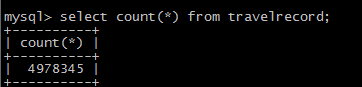 mysql> select count(*) from travelrecord;
+----------+
| count(*) |
+----------+
|  4978345 |
+----------+